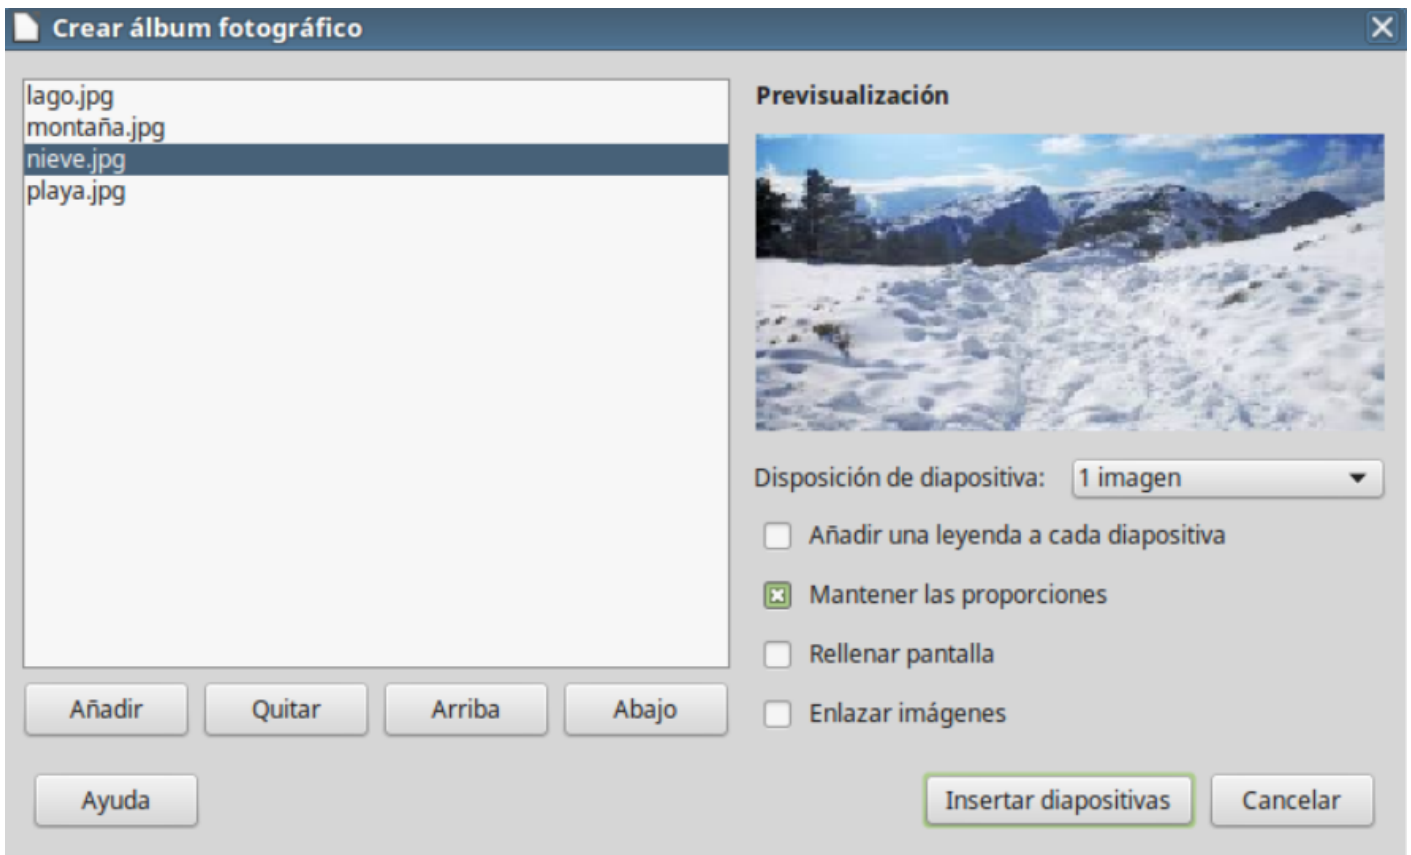 Crear álbum fotográfico
lago.jpg
montaña.jpg
nieve.jpg
playa.jpg
Previsualización
Disposición de diapositiva: 1 imagen
Añadir una leyenda a cada diapositiva
Mantener las proporciones
Rellenar pantalla
Enlazar imágenes
Añadir Quitar Arriba Abajo
Ayuda Insertar diapositivas Cancelar